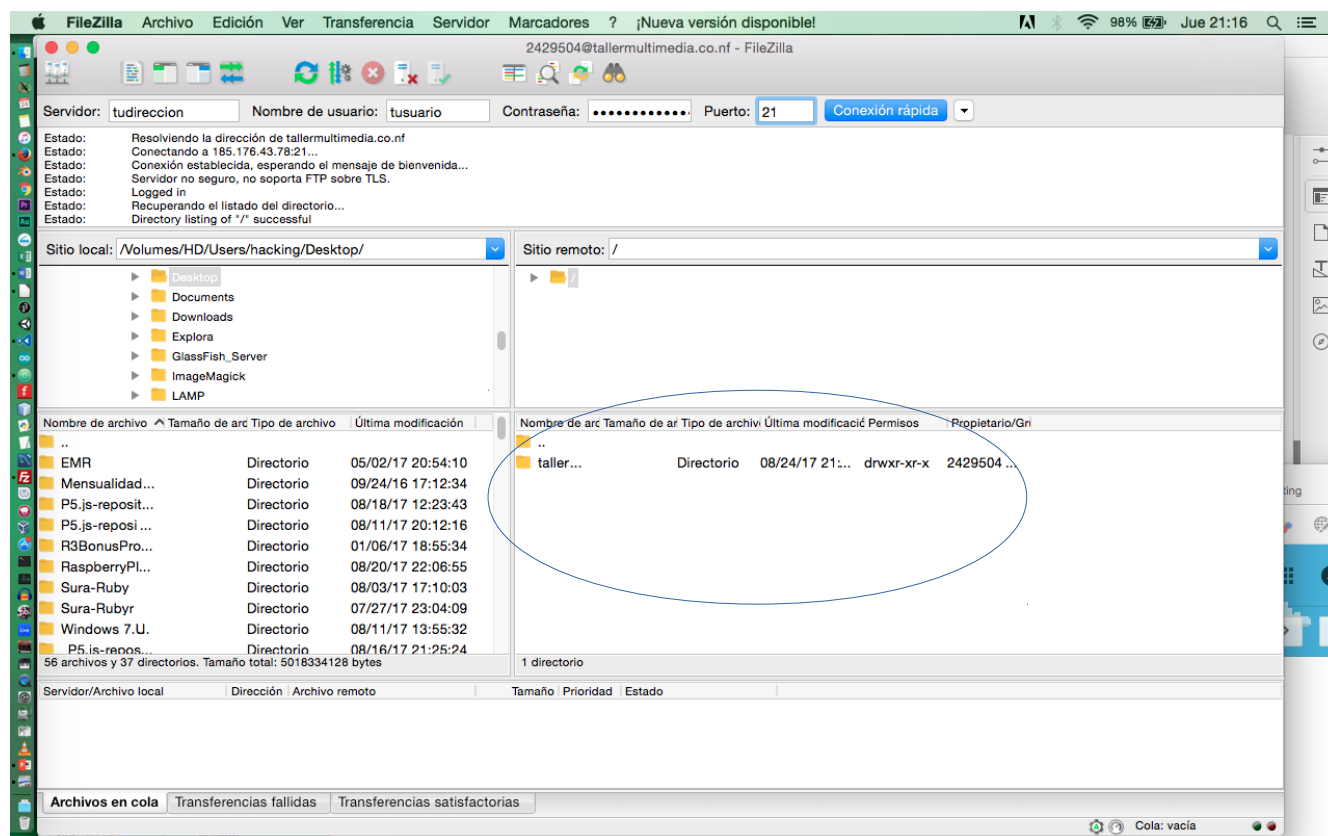 FileZilla Archivo Edición Ver Transferencia Servidor Marcadores ? ¡Nueva versión disponible! 98% Jue 21:16
2429504@tallermultimedia.co.nf - FileZilla
Servidor: tudireccion Nombre de usuario: tusuario Contraseña: ●●●●●●●●●●●●● Puerto: 21 Conexión rápida
Estado: Resolviendo la dirección de tallermultimedia.co.nf
Estado: Conectando a 185.176.43.78:21...
Estado: Conexión establecida, esperando el mensaje de bienvenida...
Estado: Servidor no seguro, no soporta FTP sobre TLS.
Estado: Logged in
Estado: Recuperando el listado del directorio...
Estado: Directory listing of "/" successful
Sitio local: /Volumes/HD/Users/hacking/Desktop/ Sitio remoto: /
Desktop /
Documents
Downloads
Explora
GlassFish_Server
ImageMagick
LAMP
Nombre de archivo Tamaño de arc Tipo de archivo Última modificación Nombre de arc Tamaño de ar Tipo de archivi Última modificació Permisos Propietario/Gru
.. ..
EMR Directorio 05/02/17 20:54:10 taller... Directorio 08/24/17 21:... drwxr-xr-x 2429504 ...
Mensualidad... Directorio 09/24/16 17:12:34
P5.js-reposit... Directorio 08/18/17 12:23:43
P5.js-reposi ... Directorio 08/11/17 20:12:16
R3BonusPro... Directorio 01/06/17 18:55:34
RaspberryPI... Directorio 08/20/17 22:06:55
Sura-Ruby Directorio 08/03/17 17:10:03
Sura-Rubyr Directorio 07/27/17 23:04:09
Windows 7.U. Directorio 08/11/17 13:55:32
_P5.js-repos... Directorio 08/16/17 21:25:24
56 archivos y 37 directorios. Tamaño total: 5018334128 bytes 1 directorio
Servidor/Archivo local Dirección Archivo remoto Tamaño Prioridad Estado
Archivos en cola Transferencias fallidas Transferencias satisfactorias
Cola: vacía